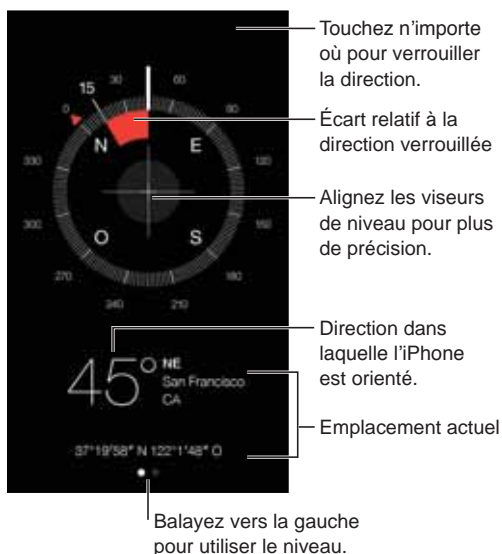 Touchez n’importe
où pour verrouiller
la direction.
15
30
60
0
90
Écart relatif à la
direction verrouillée
N
E
330
120
Alignez les viseurs
de niveau pour plus
de précision.
300
150
O
S
270
180
240
210
Direction dans
laquelle l’iPhone
est orienté.
45° NE
San Francisco
CA
Emplacement actuel
37°19’58” N 122°1’48” O
Balayez vers la gauche
pour utiliser le niveau.